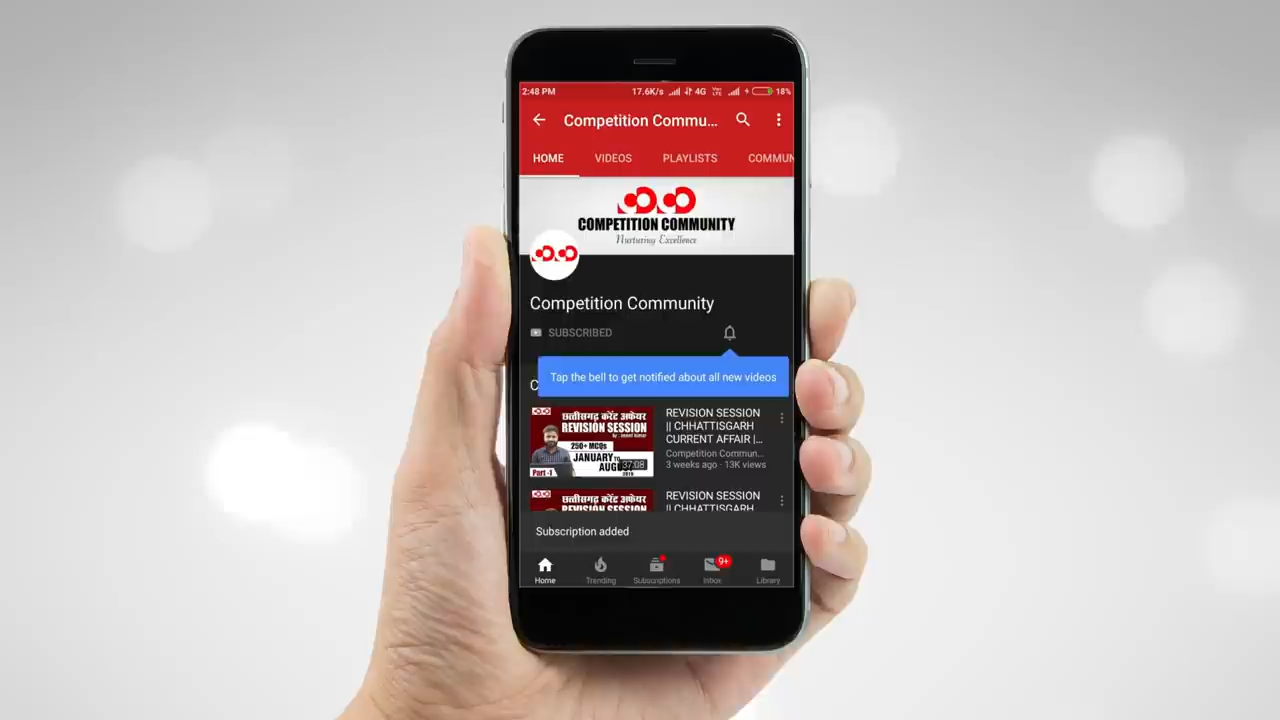 2:48 PM
17.6K/s
4G
VoLTE
18%
Competition Commu...
HOME
VIDEOS
PLAYLISTS
COMMUN
COMPETITION COMMUNITY
Nurturing Excellence
Competition Community
SUBSCRIBED
Tap the bell to get notified about all new videos
C
छत्तीसगढ़ करेंट अफेयर
REVISION SESSION
250+ MCQs
JANUARY TO
AUGU
37:08
Part -1
REVISION SESSION
|| CHHATTISGARH
CURRENT AFFAIR |...
Competition Commun...
3 weeks ago · 13K views
छत्तीसगढ़ करेंट अफेयर
REVISION SESSION
REVISION SESSION
|| CHHATTISGARH
Subscription added
Home
Trending
Subscriptions
9+
Inbox
Library